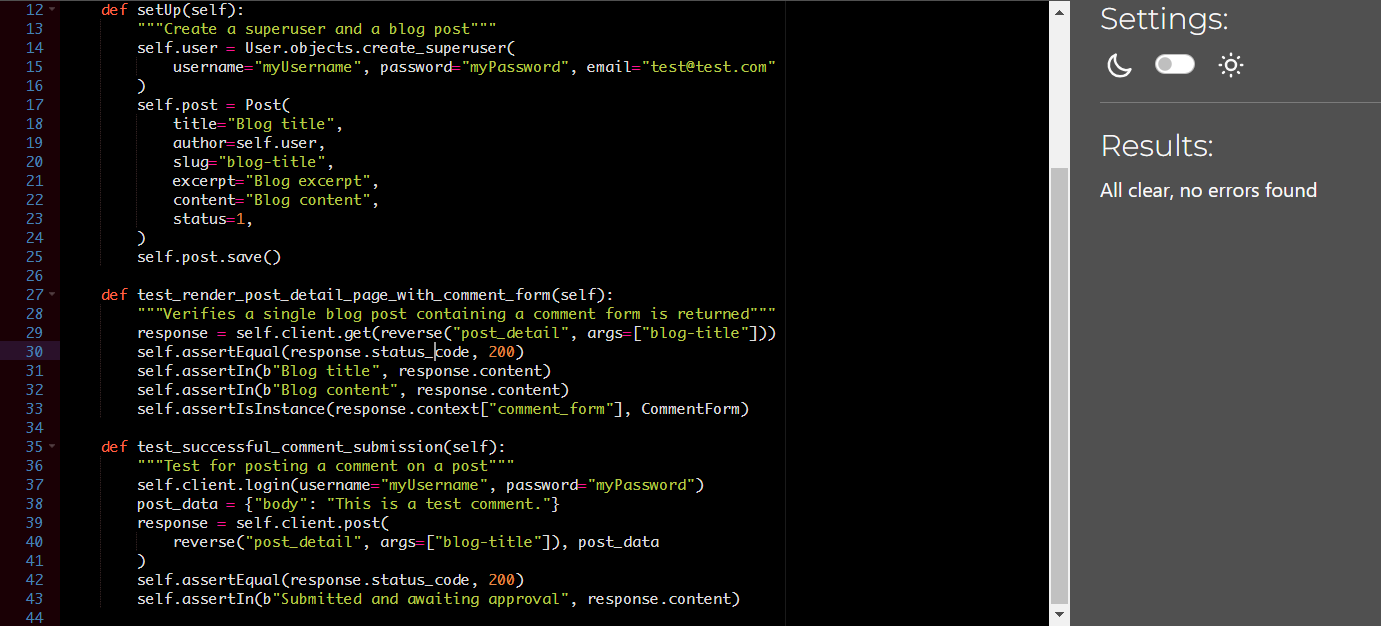 12 def setUp(self):
13 """Create a superuser and a blog post"""
14 self.user = User.objects.create_superuser(
15 username="myUsername", password="myPassword", email="test@test.com"
16 )
17 self.post = Post(
18 title="Blog title",
19 author=self.user,
20 slug="blog-title",
21 excerpt="Blog excerpt",
22 content="Blog content",
23 status=1,
24 )
25 self.post.save()
26
27 def test_render_post_detail_page_with_comment_form(self):
28 """Verifies a single blog post containing a comment form is returned"""
29 response = self.client.get(reverse("post_detail", args=["blog-title"]))
30 self.assertEqual(response.status_code, 200)
31 self.assertIn(b"Blog title", response.content)
32 self.assertIn(b"Blog content", response.content)
33 self.assertIsInstance(response.context["comment_form"], CommentForm)
34
35 def test_successful_comment_submission(self):
36 """Test for posting a comment on a post"""
37 self.client.login(username="myUsername", password="myPassword")
38 post_data = {"body": "This is a test comment."}
39 response = self.client.post(
40 reverse("post_detail", args=["blog-title"]), post_data
41 )
42 self.assertEqual(response.status_code, 200)
43 self.assertIn(b"Submitted and awaiting approval", response.content)
44
Settings:
Results:
All clear, no errors found